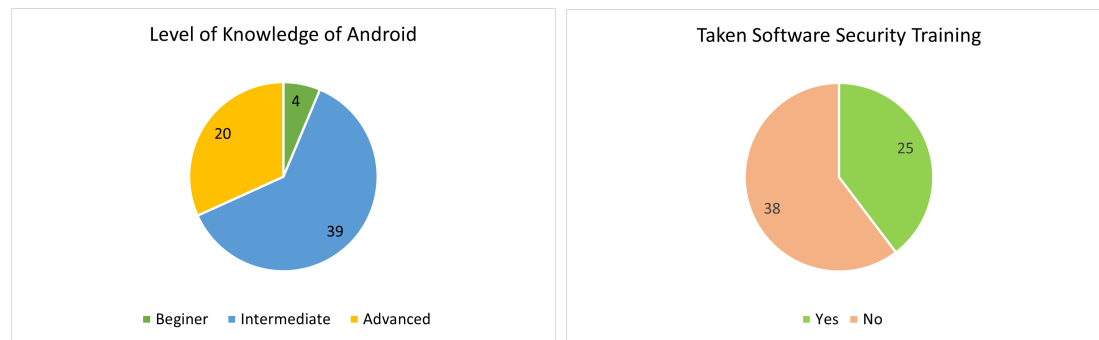 Level of Knowledge of Android
4
20
39
Beginer Intermediate Advanced
Taken Software Security Training
25
38
Yes No